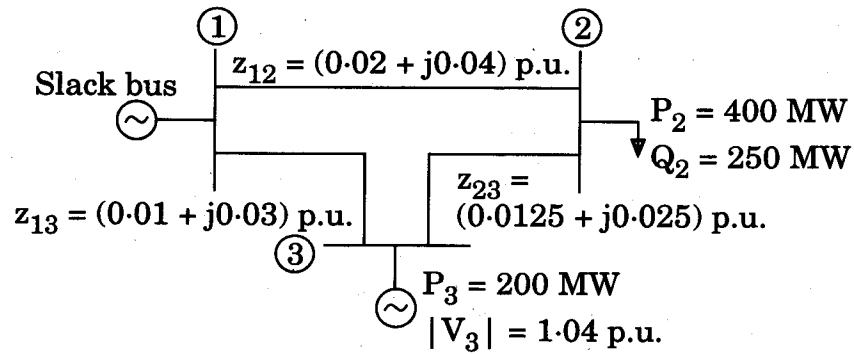 ① ②
z₁₂ = (0·02 + j0·04) p.u.
Slack bus
P₂ = 400 MW
Q₂ = 250 MW
z₂₃ =
(0·0125 + j0·025) p.u.
z₁₃ = (0·01 + j0·03) p.u.
③
P₃ = 200 MW
|V₃| = 1·04 p.u.